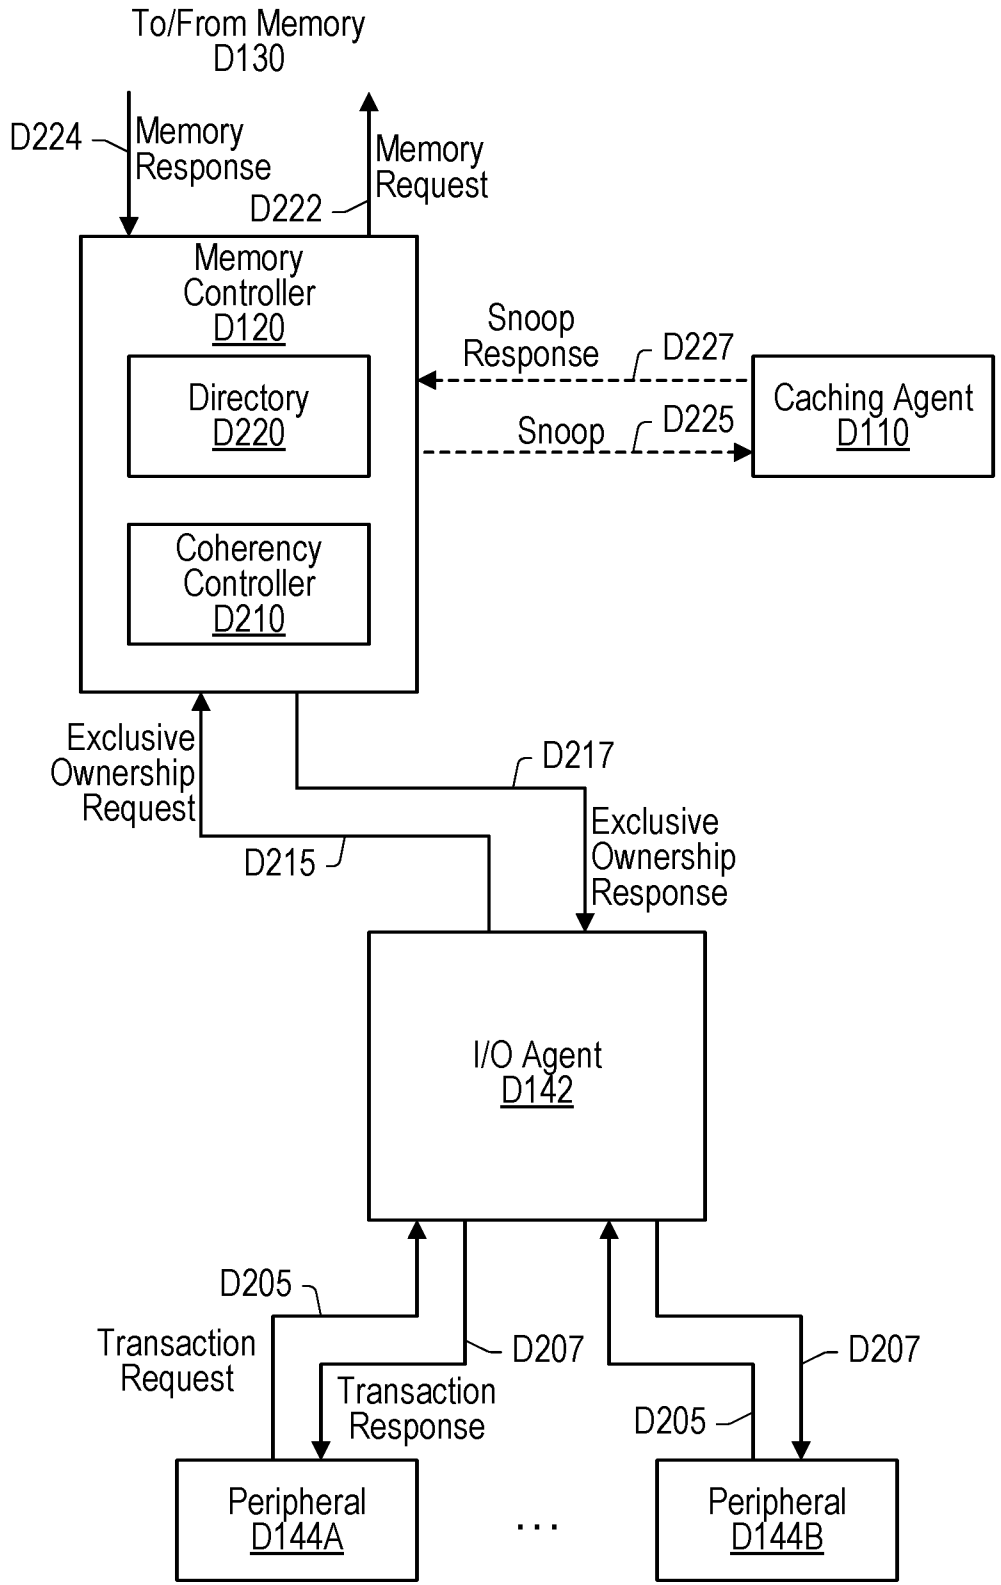 To/From Memory
D130
D224
Memory
Response
Memory
Request
D222
Memory
Controller
D120
Directory
D220
Coherency
Controller
D210
Snoop
Response
D227
Snoop
D225
Caching Agent
D110
Exclusive
Ownership
Request
D217
D215
Exclusive
Ownership
Response
I/O Agent
D142
D205
Transaction
Request
D207
Transaction
Response
D207
D205
Peripheral
D144A
...
Peripheral
D144B